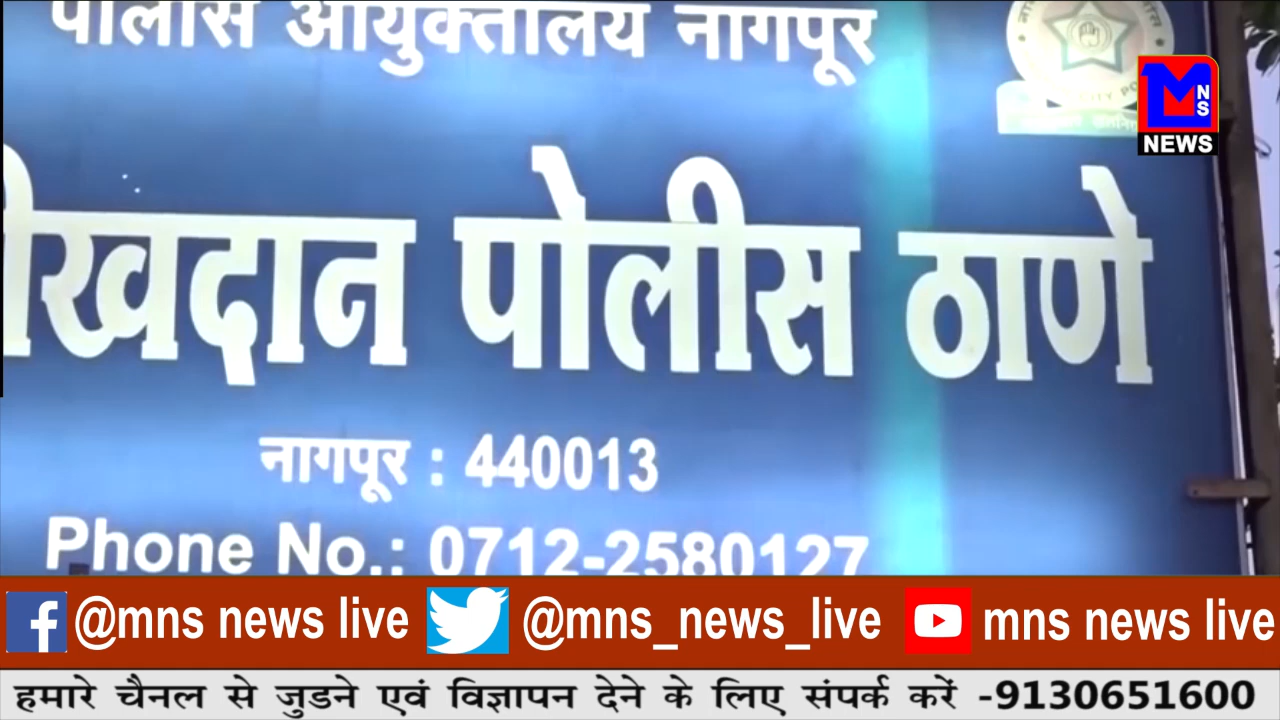 पोलीस आयुक्तालय नागपूर
MNS
NEWS
पोलीस ठाणे
नागपूर : 440013
Phone No.: 0712-2580127
@mns news live @mns_news_live mns news live
हमारे चैनल से जुडने एवं विज्ञापन देने के लिए संपर्क करें -9130651600